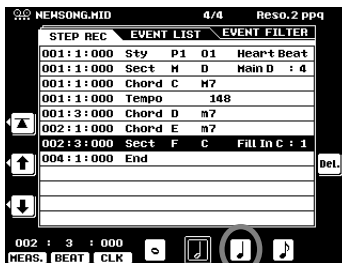 NEWSONG.MID 4/4 Reso.2 ppq
STEP REC EVENT LIST EVENT FILTER
001:1:000 Sty P1 01 Heart Beat
001:1:000 Sect M D Main D : 4
001:1:000 Chord C M7
001:1:000 Tempo 148
001:3:000 Chord D m7
002:1:000 Chord E m7
002:3:000 Sect F C Fill In C : 1
004:1:000 End
Del.
002 : 3 : 000
MEAS. BEAT CLK